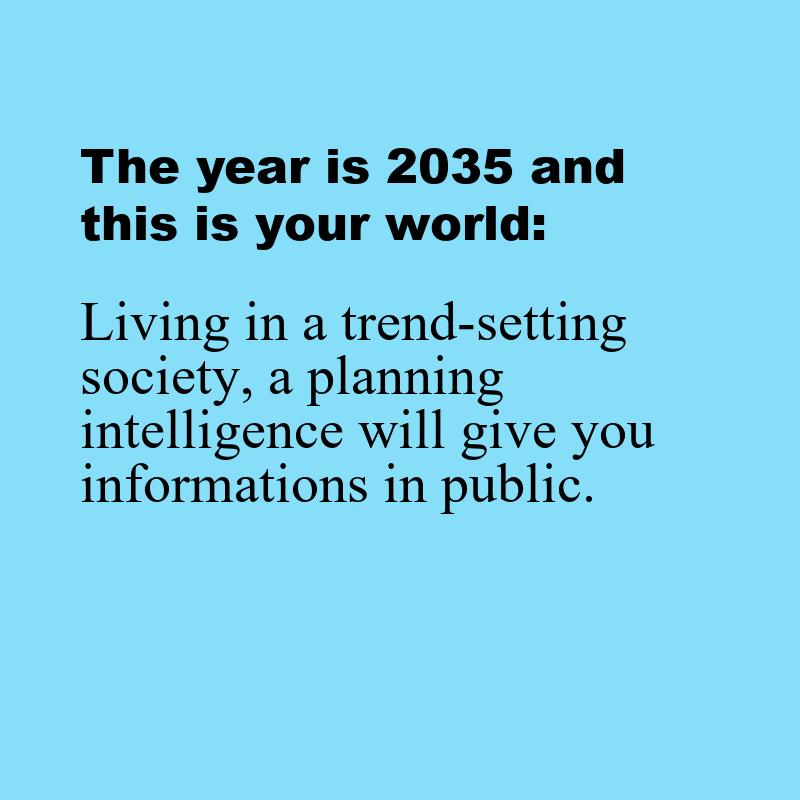 The year is 2035 and
this is your world:
Living in a trend-setting
society, a planning
intelligence will give you
informations in public.